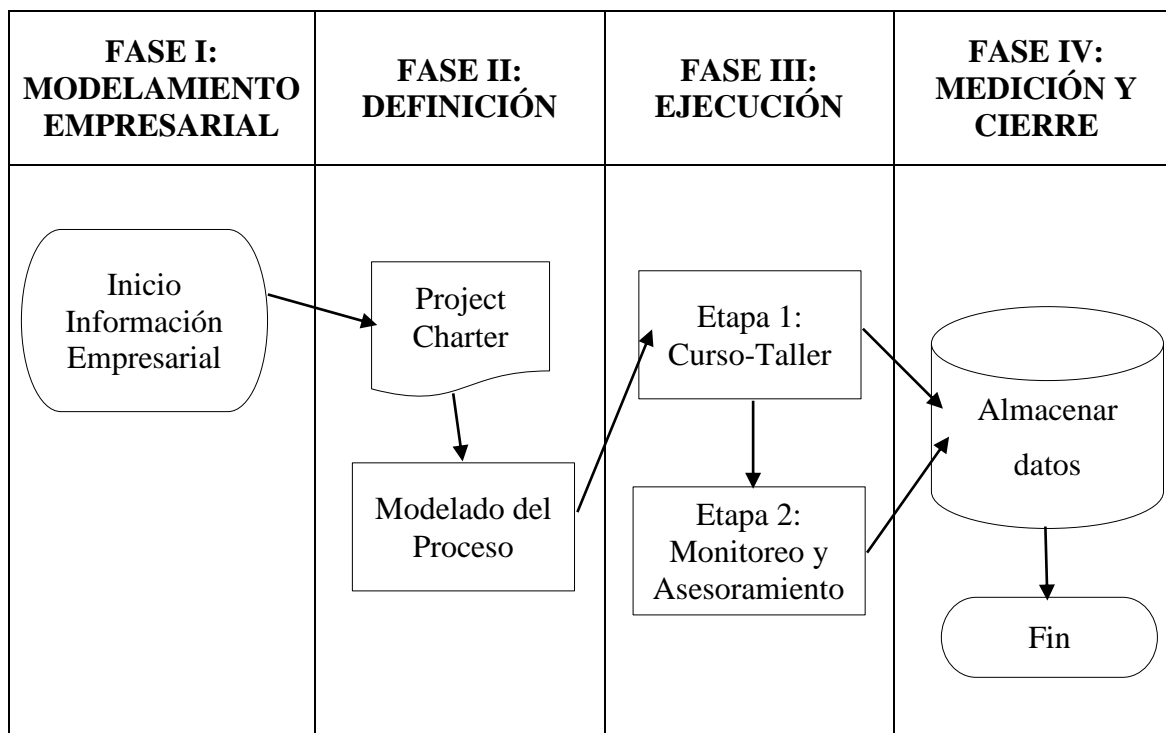 FASE I:
MODELAMIENTO
EMPRESARIAL
FASE II:
DEFINICIÓN
FASE III:
EJECUCIÓN
FASE IV:
MEDICIÓN Y
CIERRE
Inicio
Información
Empresarial
Project
Charter
Modelado del
Proceso
Etapa 1:
Curso-Taller
Etapa 2:
Monitoreo y
Asesoramiento
Almacenar
datos
Fin